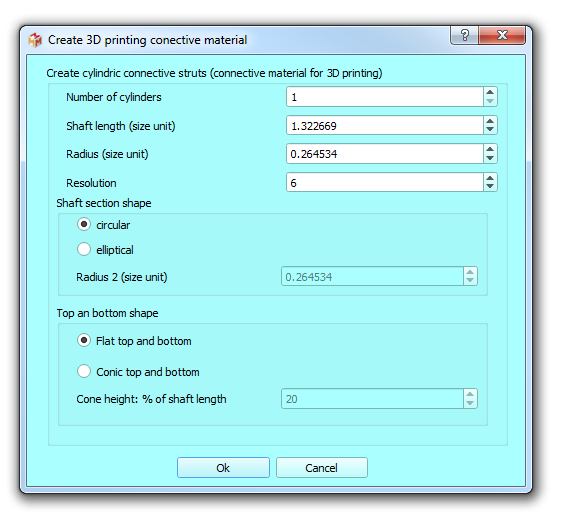 Create 3D printing conective material
?
Create cylindric connective struts (connective material for 3D printing)
Number of cylinders 1
Shaft length (size unit) 1.322669
Radius (size unit) 0.264534
Resolution 6
Shaft section shape
circular
elliptical
Radius 2 (size unit) 0.264534
Top an bottom shape
Flat top and bottom
Conic top and bottom
Cone height: % of shaft length 20
Ok Cancel